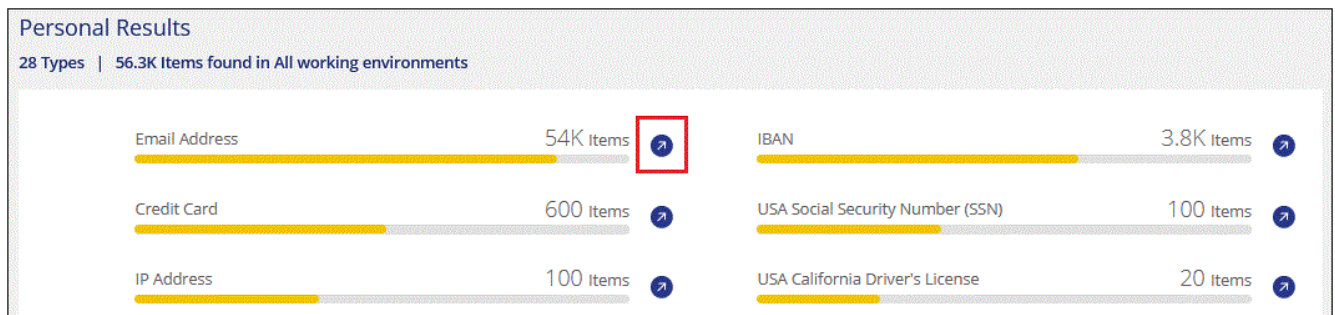 Personal Results
28 Types | 56.3K Items found in All working environments
Email Address 54K Items
IBAN 3.8K Items
Credit Card 600 Items
USA Social Security Number (SSN) 100 Items
IP Address 100 Items
USA California Driver's License 20 Items